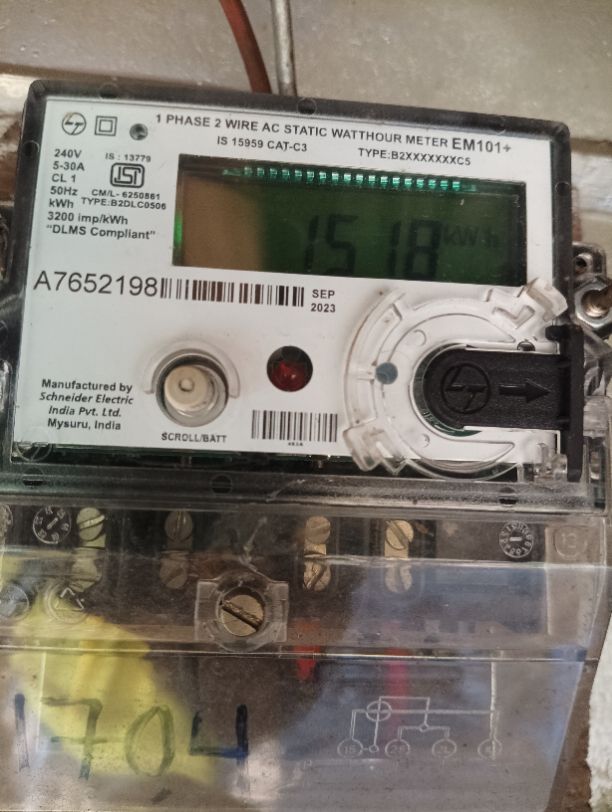 1 PHASE 2 WIRE AC STATIC WATTHOUR METER EM101+
IS 15959 CAT-C3 TYPE:B2XXXXXXXC5
240V
5-30A
CL 1
50Hz
kWh
3200 imp/kWh
"DLMS Compliant"
IS : 13779
ISI
CM/L- 6250861
TYPE:B2DLC0506
1518 kWh
A7652198
SEP
2023
Manufactured by
Schneider Electric
India Pvt. Ltd.
Mysuru, India
SCROLL/BATT
1704